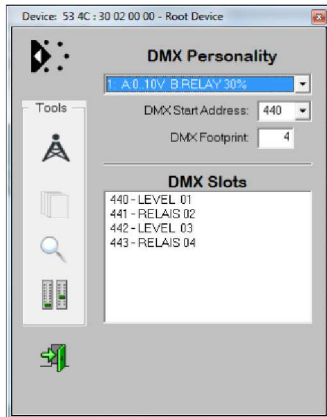 Device: 53 4C : 30 02 00 00 - Root Device
DMX Personality
1: A:0..10V B:RELAY 30%
Tools
DMX Start Address: 440
DMX Footprint: 4
DMX Slots
440 - LEVEL 01
441 - RELAIS 02
442 - LEVEL 03
443 - RELAIS 04